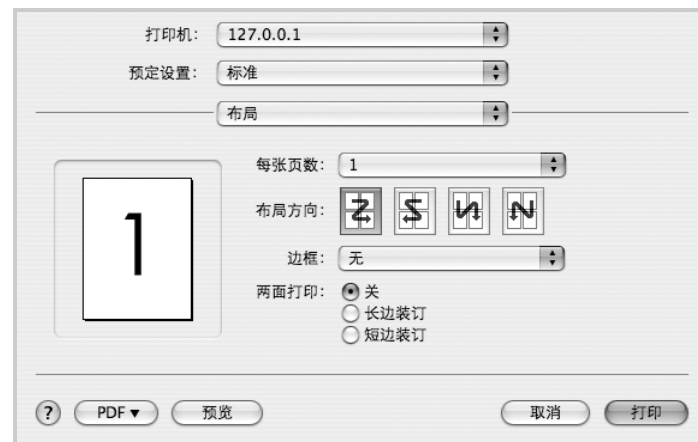 打印机: 127.0.0.1
预定设置: 标准
布局
每张页数: 1
1
布局方向:
边框: 无
两面打印: 关
长边装订
短边装订
? PDF▼ 预览 取消 打印